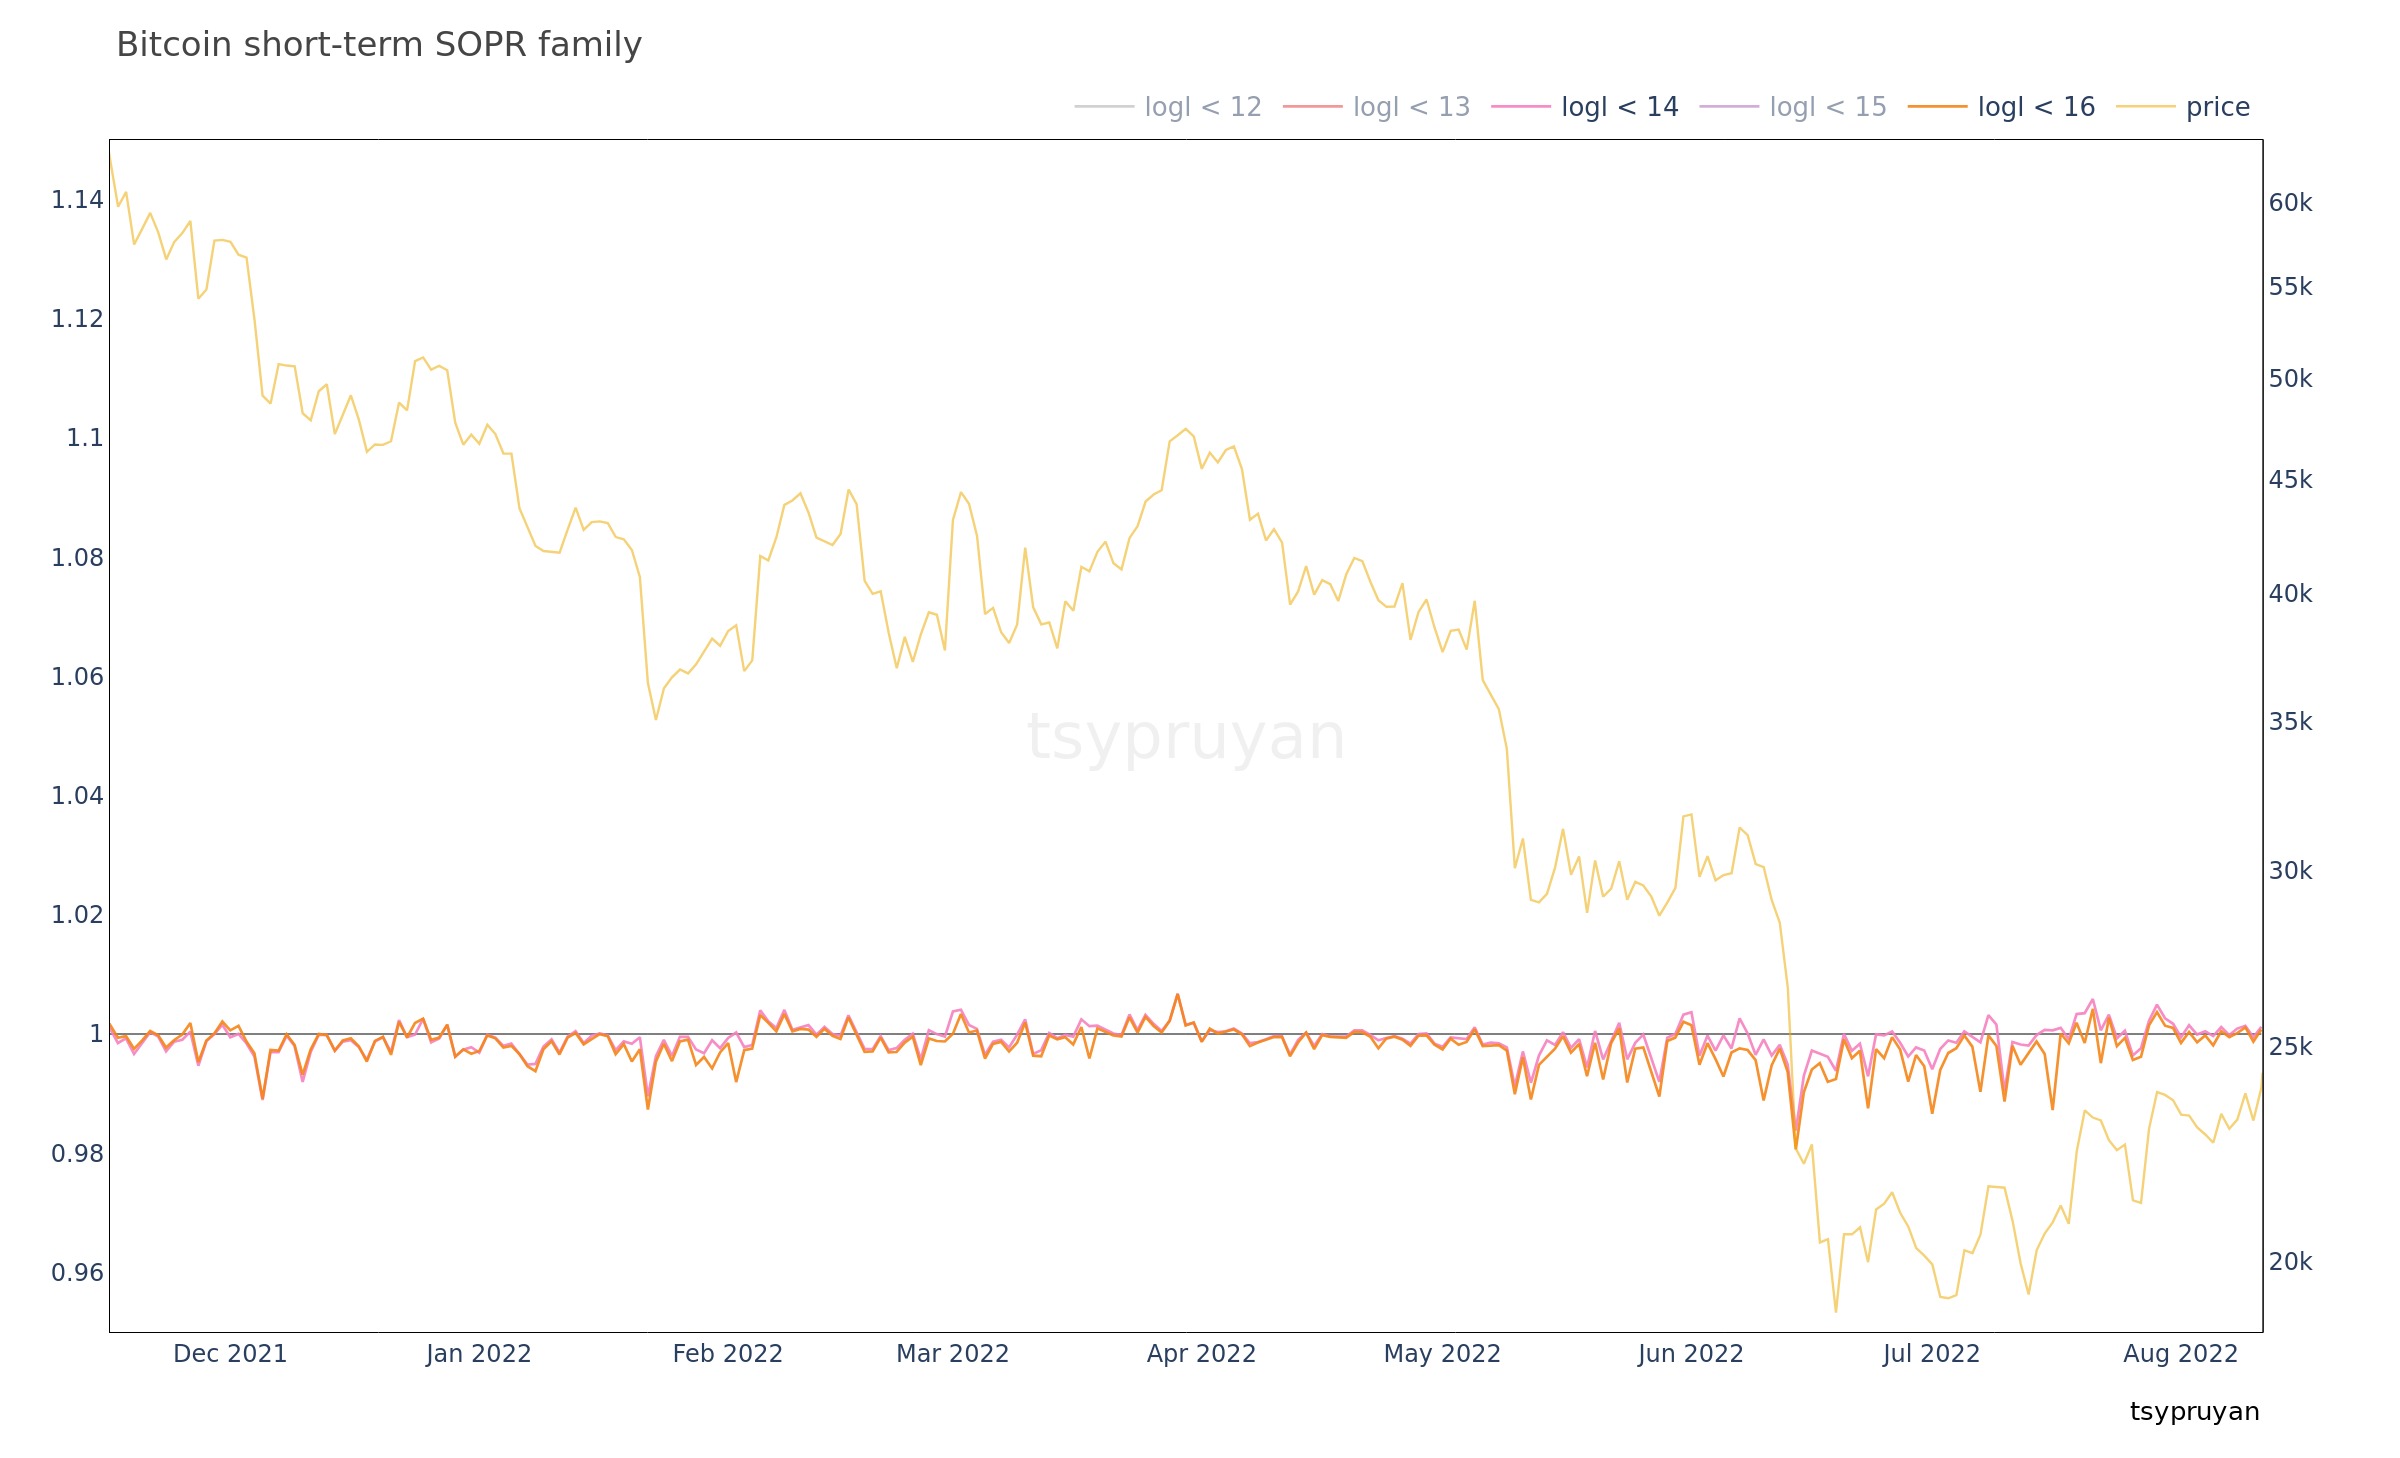 Bitcoin short-term SOPR family
logl < 12 logl < 13 logl < 14 logl < 15 logl < 16 price
1.14 60k
55k
1.12
50k
1.1
45k
1.08
40k
1.06
35k
tsypruyan
1.04
30k
1.02
1 25k
0.98
0.96 20k
Dec 2021 Jan 2022 Feb 2022 Mar 2022 Apr 2022 May 2022 Jun 2022 Jul 2022 Aug 2022
tsypruyan